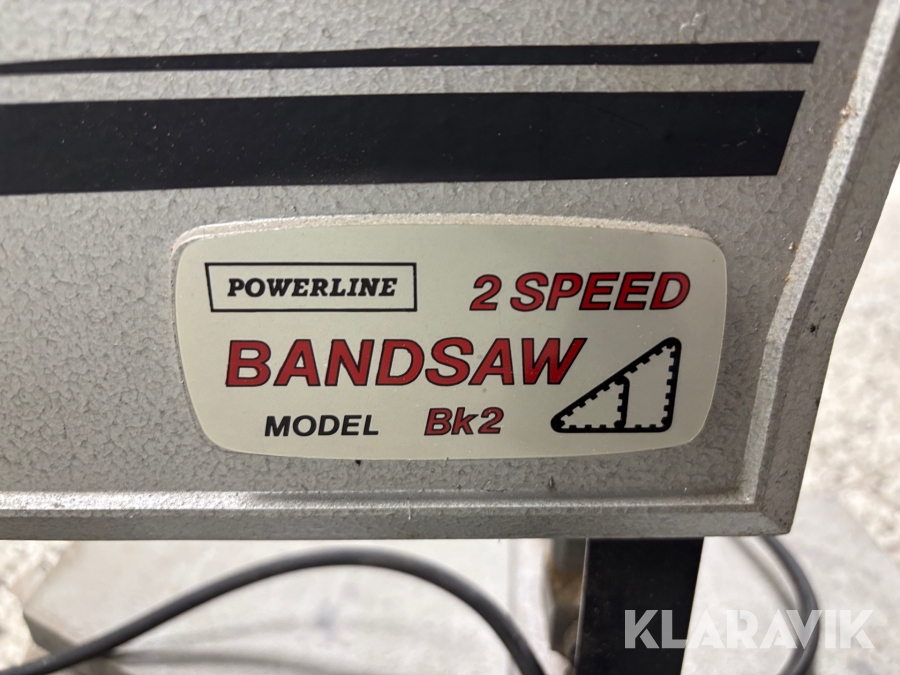 POWERLINE 2 SPEED
BANDSAW
MODEL Bk2
KLARAVIK